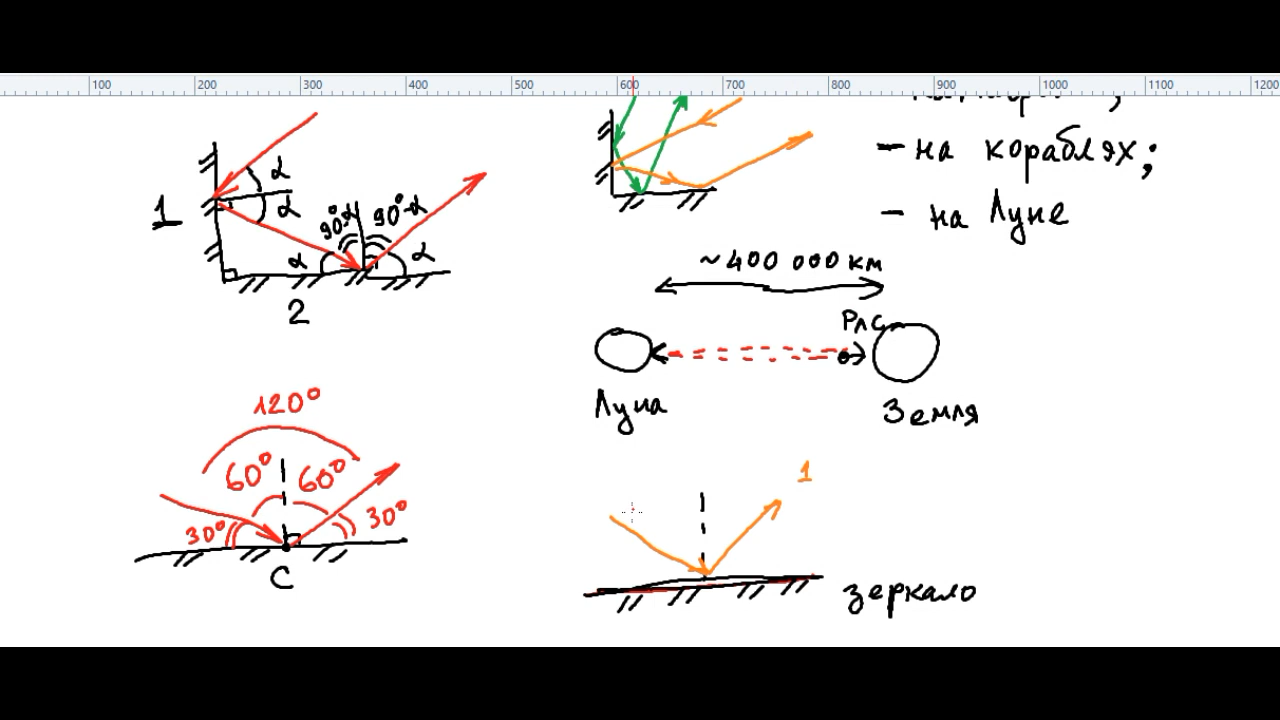 100 200 300 400 500 600 700 800 900 1000 1100 1200
- на кораблях;
- на Луне
α
α
1
90°-α 90°-α
α α
2
~400 000 км
РЛС
Луна
Земля
120°
60° 60°
30° 30°
C
1
зеркало